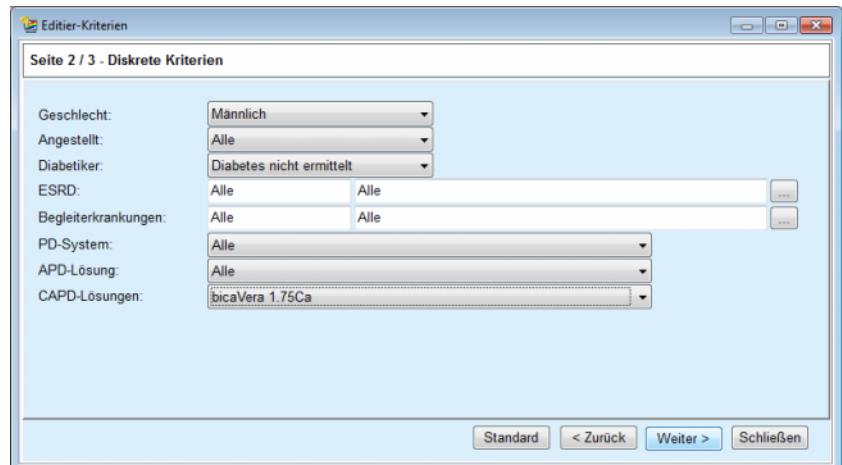 Editier-Kriterien
Seite 2 / 3 - Diskrete Kriterien
Geschlecht: Männlich
Angestellt: Alle
Diabetiker: Diabetes nicht ermittelt
ESRD: Alle Alle ...
Begleiterkrankungen: Alle Alle ...
PD-System: Alle
APD-Lösung: Alle
CAPD-Lösungen: bicaVera 1.75Ca
Standard < Zurück Weiter > Schließen